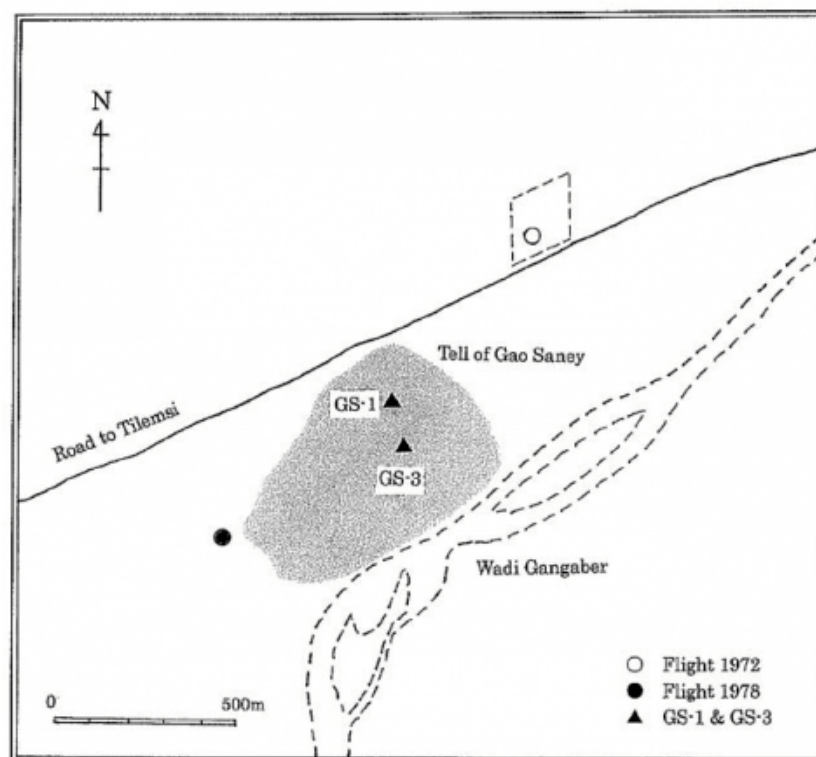 N
Tell of Gao Saney
GS-1
Road to Tilemsi
GS-3
Wadi Gangaber
Flight 1972
Flight 1978
GS-1 & GS-3
0 500m